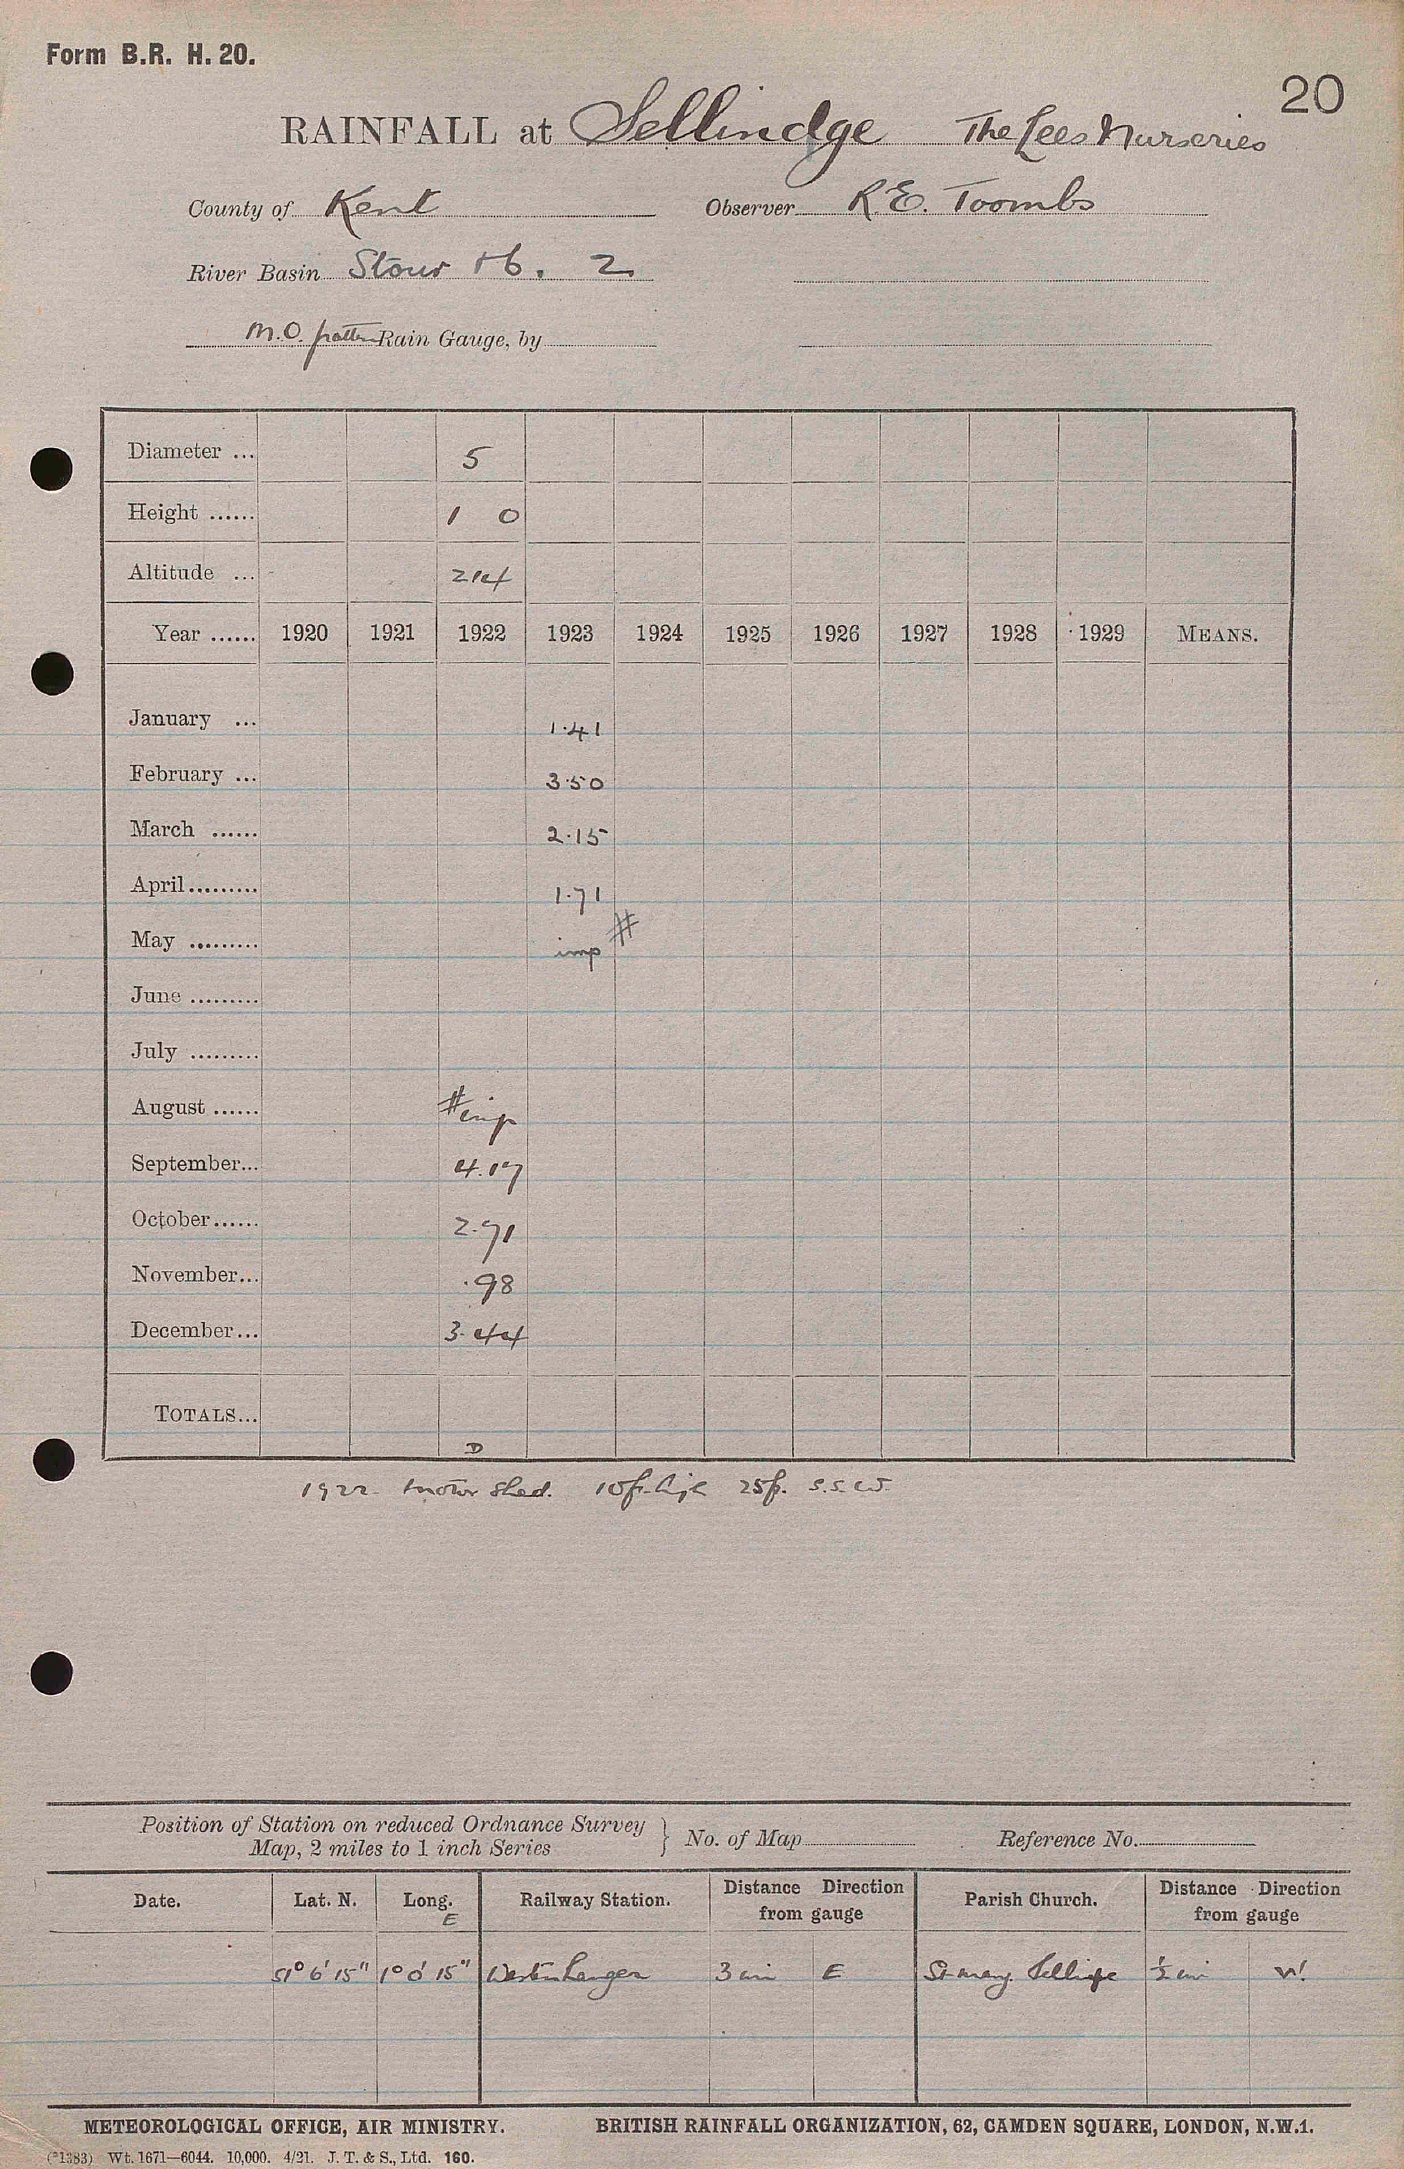 Form B.R. H. 20.
20
RAINFALL at Sellindge The Lees Nurseries
County of Kent Observer R.E. Toombs
River Basin Stour 16. 2
M.O. pattern Rain Gauge, by
Diameter ... 5
Height ...... 1 0
Altitude ... 214
Year ...... 1920 1921 1922 1923 1924 1925 1926 1927 1928 1929 MEANS.
January ... 1.41
February ... 3.50
March ...... 2.15
April ......... 1.71
May ......... imp #
June .........
July .........
August ...... # imp
September... 4.17
October ...... 2.71
November... .98
December... 3.44
TOTALS...
D
1922. Motor shed. 10ft. high 25ft. S.S.W.
Position of Station on reduced Ordnance Survey
Map, 2 miles to 1 inch Series } No. of Map Reference No.
Date. Lat. N. Long. E Railway Station. Distance Direction from gauge Parish Church. Distance Direction from gauge
51° 6' 15" 1° 0' 15" Westenhanger 3 mi E St. Mary. Sellindge ½ mi W.
METEOROLOGICAL OFFICE, AIR MINISTRY. BRITISH RAINFALL ORGANIZATION, 62, CAMDEN SQUARE, LONDON, N.W.1.
(*1383) Wt. 1671—6044. 10,000. 4/21. J. T. & S., Ltd. 160.